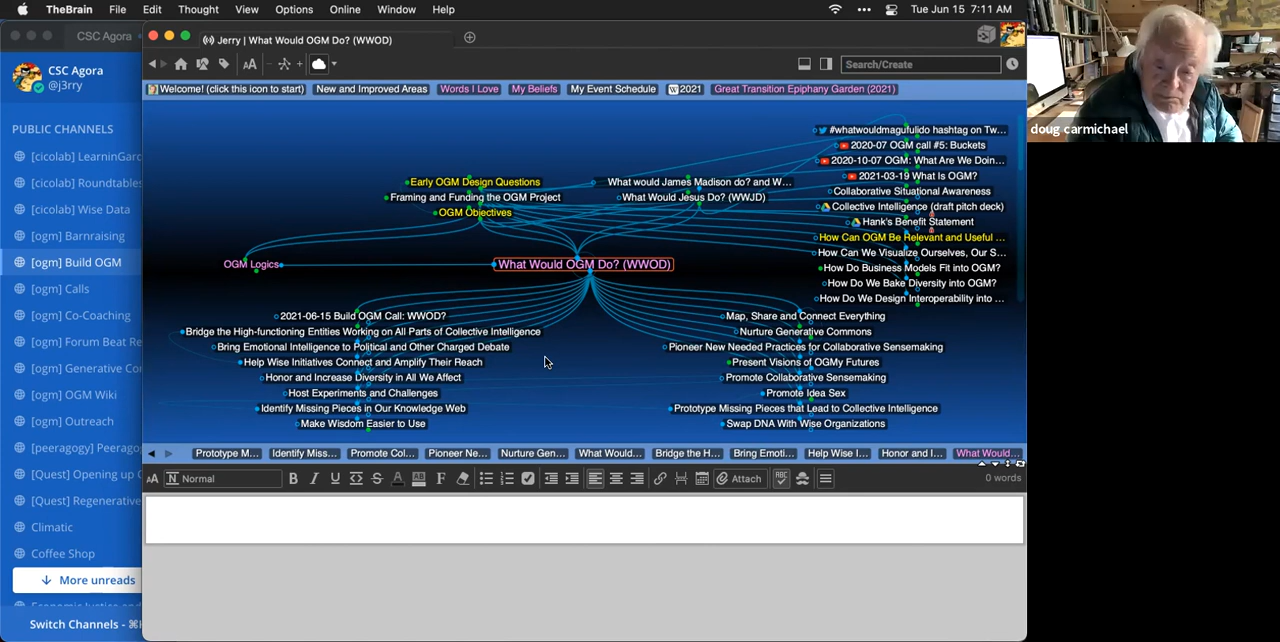 TheBrain File Edit Thought View Options Online Window Help
Tue Jun 15 7:11 AM
CSC Agora
Jerry | What Would OGM Do? (WWOD)
CSC Agora
@j3rry
PUBLIC CHANNELS
[cicolab] LearninGarc
[cicolab] Roundtables
[cicolab] Wise Data
[ogm] Barnraising
[ogm] Build OGM
[ogm] Calls
[ogm] Co-Coaching
[ogm] Forum Beat Re
[ogm] Generative Cor
[ogm] OGM Wiki
[ogm] Outreach
[peeragogy] Peerago
[Quest] Opening up C
[Quest] Regenerative
Climatic
Coffee Shop
More unreads
Switch Channels - ⌘
Search/Create
Welcome! (click this icon to start) New and Improved Areas Words I Love My Beliefs My Event Schedule 2021 Great Transition Epiphany Garden (2021)
Early OGM Design Questions
Framing and Funding the OGM Project
OGM Objectives
What would James Madison do? and W...
What Would Jesus Do? (WWJD)
#whatwouldmagufulido hashtag on Tw...
2020-07 OGM call #5: Buckets
2020-10-07 OGM: What Are We Doin...
2021-03-19 What Is OGM?
Collaborative Situational Awareness
Collective Intelligence (draft pitch deck)
Hank's Benefit Statement
How Can OGM Be Relevant and Useful ...
How Can We Visualize Ourselves, Our S...
How Do Business Models Fit into OGM?
How Do We Bake Diversity into OGM?
How Do We Design Interoperability into ...
OGM Logics
What Would OGM Do? (WWOD)
2021-06-15 Build OGM Call: WWOD?
Bridge the High-functioning Entities Working on All Parts of Collective Intelligence
Bring Emotional Intelligence to Political and Other Charged Debate
Help Wise Initiatives Connect and Amplify Their Reach
Honor and Increase Diversity in All We Affect
Host Experiments and Challenges
Identify Missing Pieces in Our Knowledge Web
Make Wisdom Easier to Use
Map, Share and Connect Everything
Nurture Generative Commons
Pioneer New Needed Practices for Collaborative Sensemaking
Present Visions of OGMy Futures
Promote Collaborative Sensemaking
Promote Idea Sex
Prototype Missing Pieces that Lead to Collective Intelligence
Swap DNA With Wise Organizations
Prototype M... Identify Miss... Promote Col... Pioneer Ne... Nurture Gen... What Would... Bridge the H... Bring Emoti... Help Wise I... Honor and I... What Would...
Normal B I U S A F Attach
0 words
doug carmichael